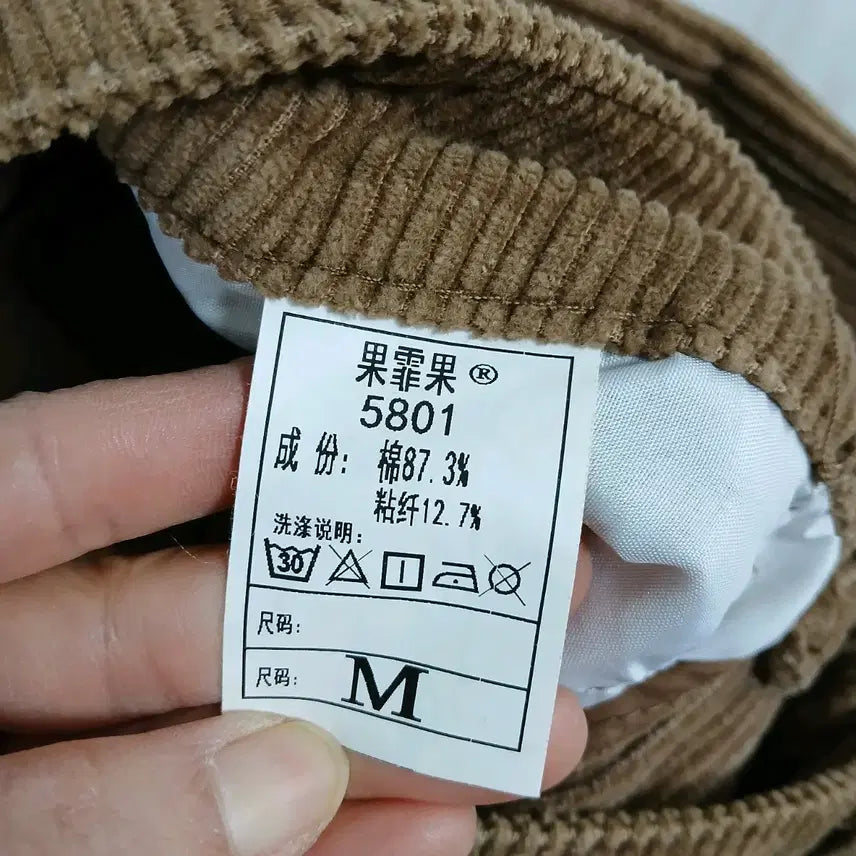 果霏果®
5801
成 份: 棉87.3%
粘纤12.7%
洗涤说明:
30
尺码:
尺码: M